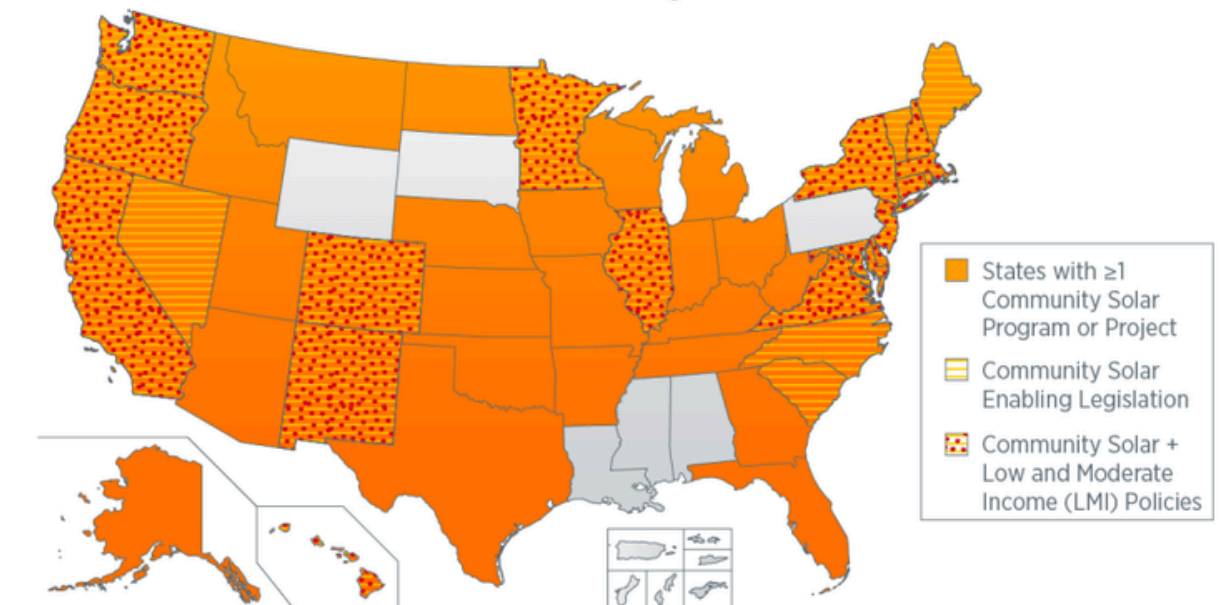 States with ≥1
Community Solar
Program or Project
Community Solar
Enabling Legislation
Community Solar +
Low and Moderate
Income (LMI) Policies